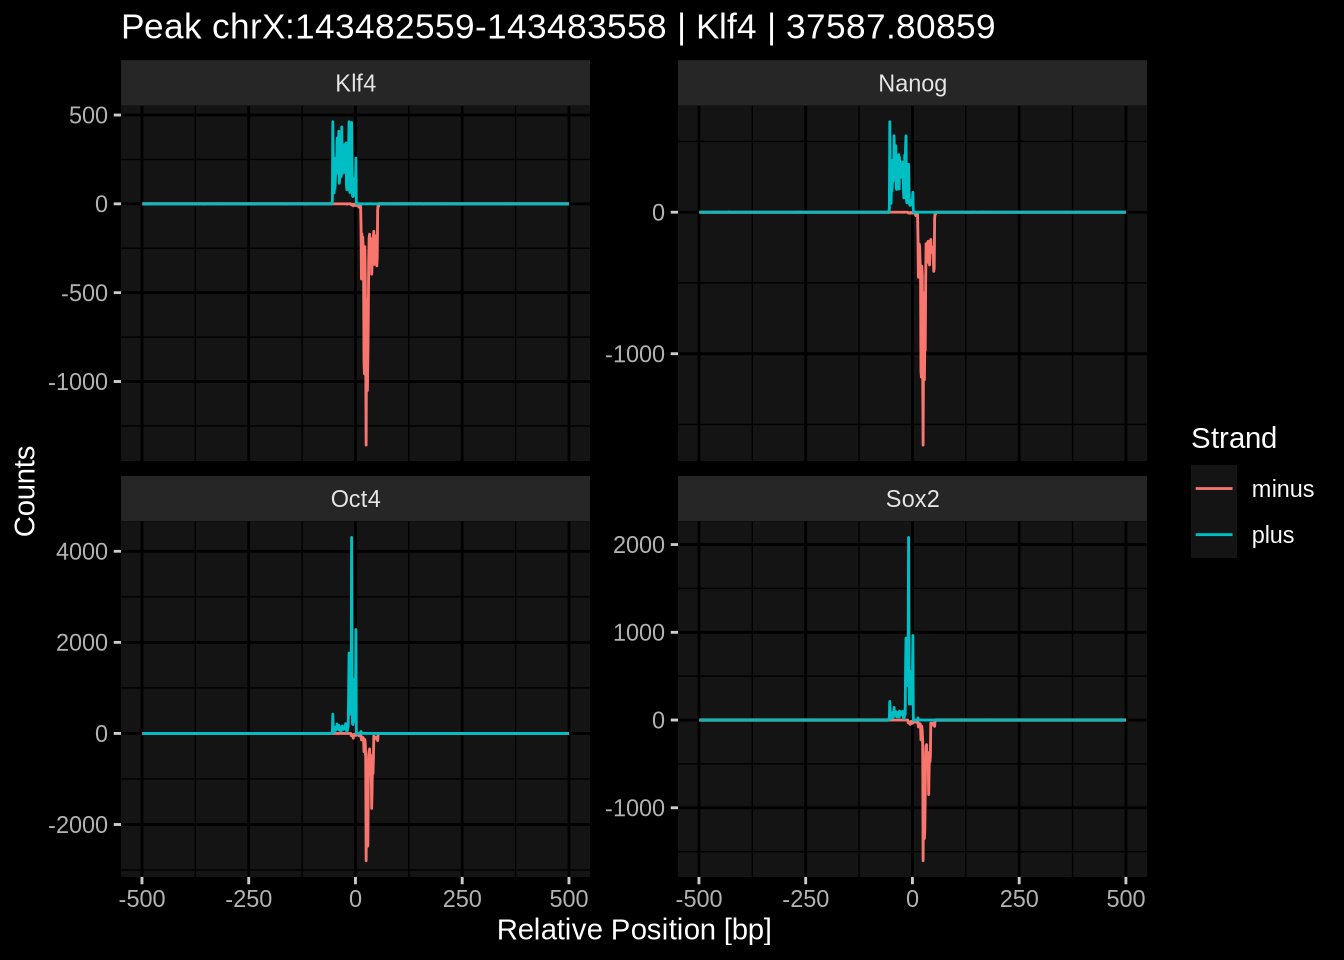 Peak chrX:143482559-143483558 | Klf4 | 37587.80859
Klf4
Nanog
500
0
-500
-1000
0
-1000
Counts
Oct4
Sox2
4000
2000
0
-2000
2000
1000
0
-1000
-500 -250 0 250 500
-500 -250 0 250 500
Relative Position [bp]
Strand
minus
plus